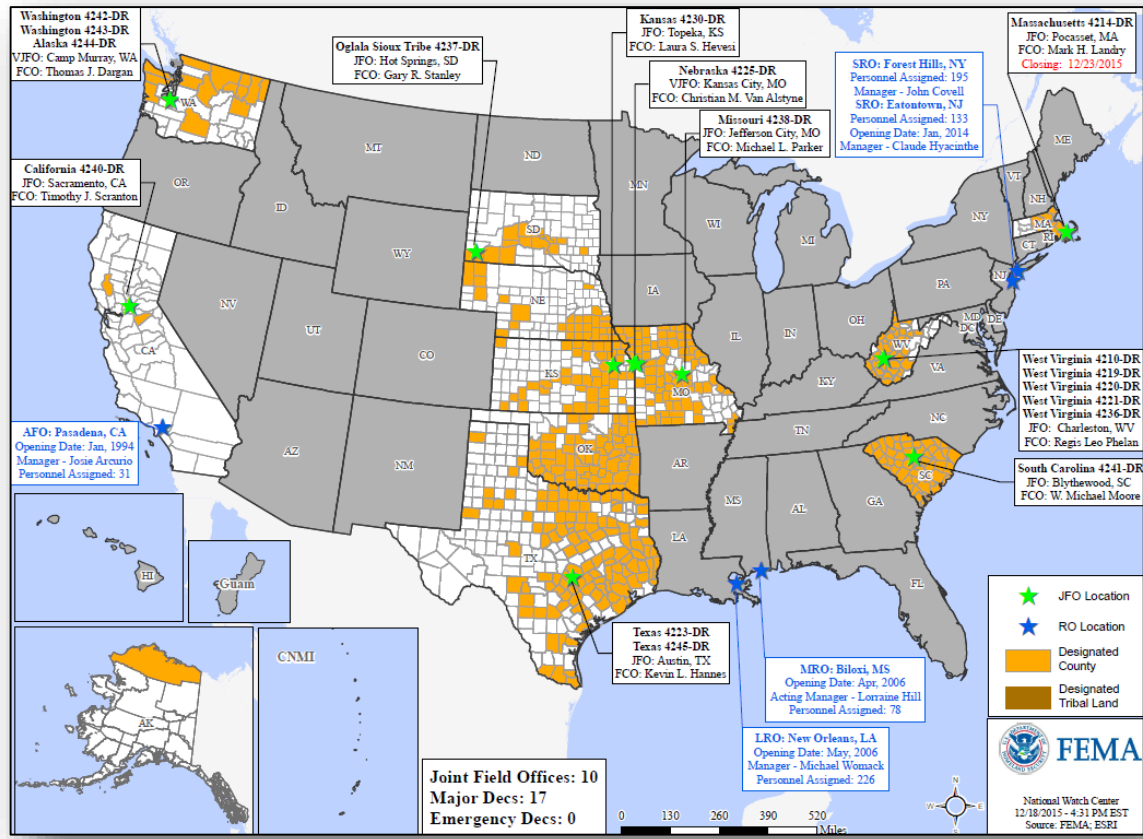 Washington 4242-DR
Washington 4243-DR
Alaska 4244-DR
VJFO: Camp Murray, WA
FCO: Thomas J. Dargan
Oglala Sioux Tribe 4237-DR
JFO: Hot Springs, SD
FCO: Gary R. Stanley
Kansas 4230-DR
JFO: Topeka, KS
FCO: Laura S. Hevesi
Nebraska 4225-DR
VJFO: Kansas City, MO
FCO: Christian M. Van Alstyne
Missouri 4238-DR
JFO: Jefferson City, MO
FCO: Michael L. Parker
SRO: Forest Hills, NY
Personnel Assigned: 195
Manager - John Covell
SRO: Eatontown, NJ
Personnel Assigned: 133
Opening Date: Jan, 2014
Manager - Claude Hyacinthe
Massachusetts 4214-DR
JFO: Pocasset, MA
FCO: Mark H. Landry
Closing: 12/23/2015
California 4240-DR
JFO: Sacramento, CA
FCO: Timothy J. Scranton
WA
OR
ID
MT
ND
MN
WI
MI
NY
VT
NH
ME
MA
RI
CT
NJ
PA
MD
DC
DE
SD
WY
NV
UT
CO
NE
IA
IL
IN
OH
WV
VA
KY
CA
KS
MO
AZ
NM
OK
AR
TN
NC
SC
TX
LA
MS
AL
GA
FL
AFO: Pasadena, CA
Opening Date: Jan, 1994
Manager - Josie Arcurio
Personnel Assigned: 31
West Virginia 4210-DR
West Virginia 4219-DR
West Virginia 4220-DR
West Virginia 4221-DR
West Virginia 4236-DR
JFO: Charleston, WV
FCO: Regis Leo Phelan
South Carolina 4241-DR
JFO: Blythewood, SC
FCO: W. Michael Moore
HI
Guam
AK
CNMI
Texas 4223-DR
Texas 4245-DR
JFO: Austin, TX
FCO: Kevin L. Hannes
MRO: Biloxi, MS
Opening Date: Apr, 2006
Acting Manager - Lorraine Hill
Personnel Assigned: 78
LRO: New Orleans, LA
Opening Date: May, 2006
Manager - Michael Womack
Personnel Assigned: 226
JFO Location
RO Location
Designated
County
Designated
Tribal Land
Joint Field Offices: 10
Major Decs: 17
Emergency Decs: 0
0 130 260 390 520
Miles
N
W E
S
FEMA
National Watch Center
12/18/2015 - 4:31 PM EST
Source: FEMA; ESRI